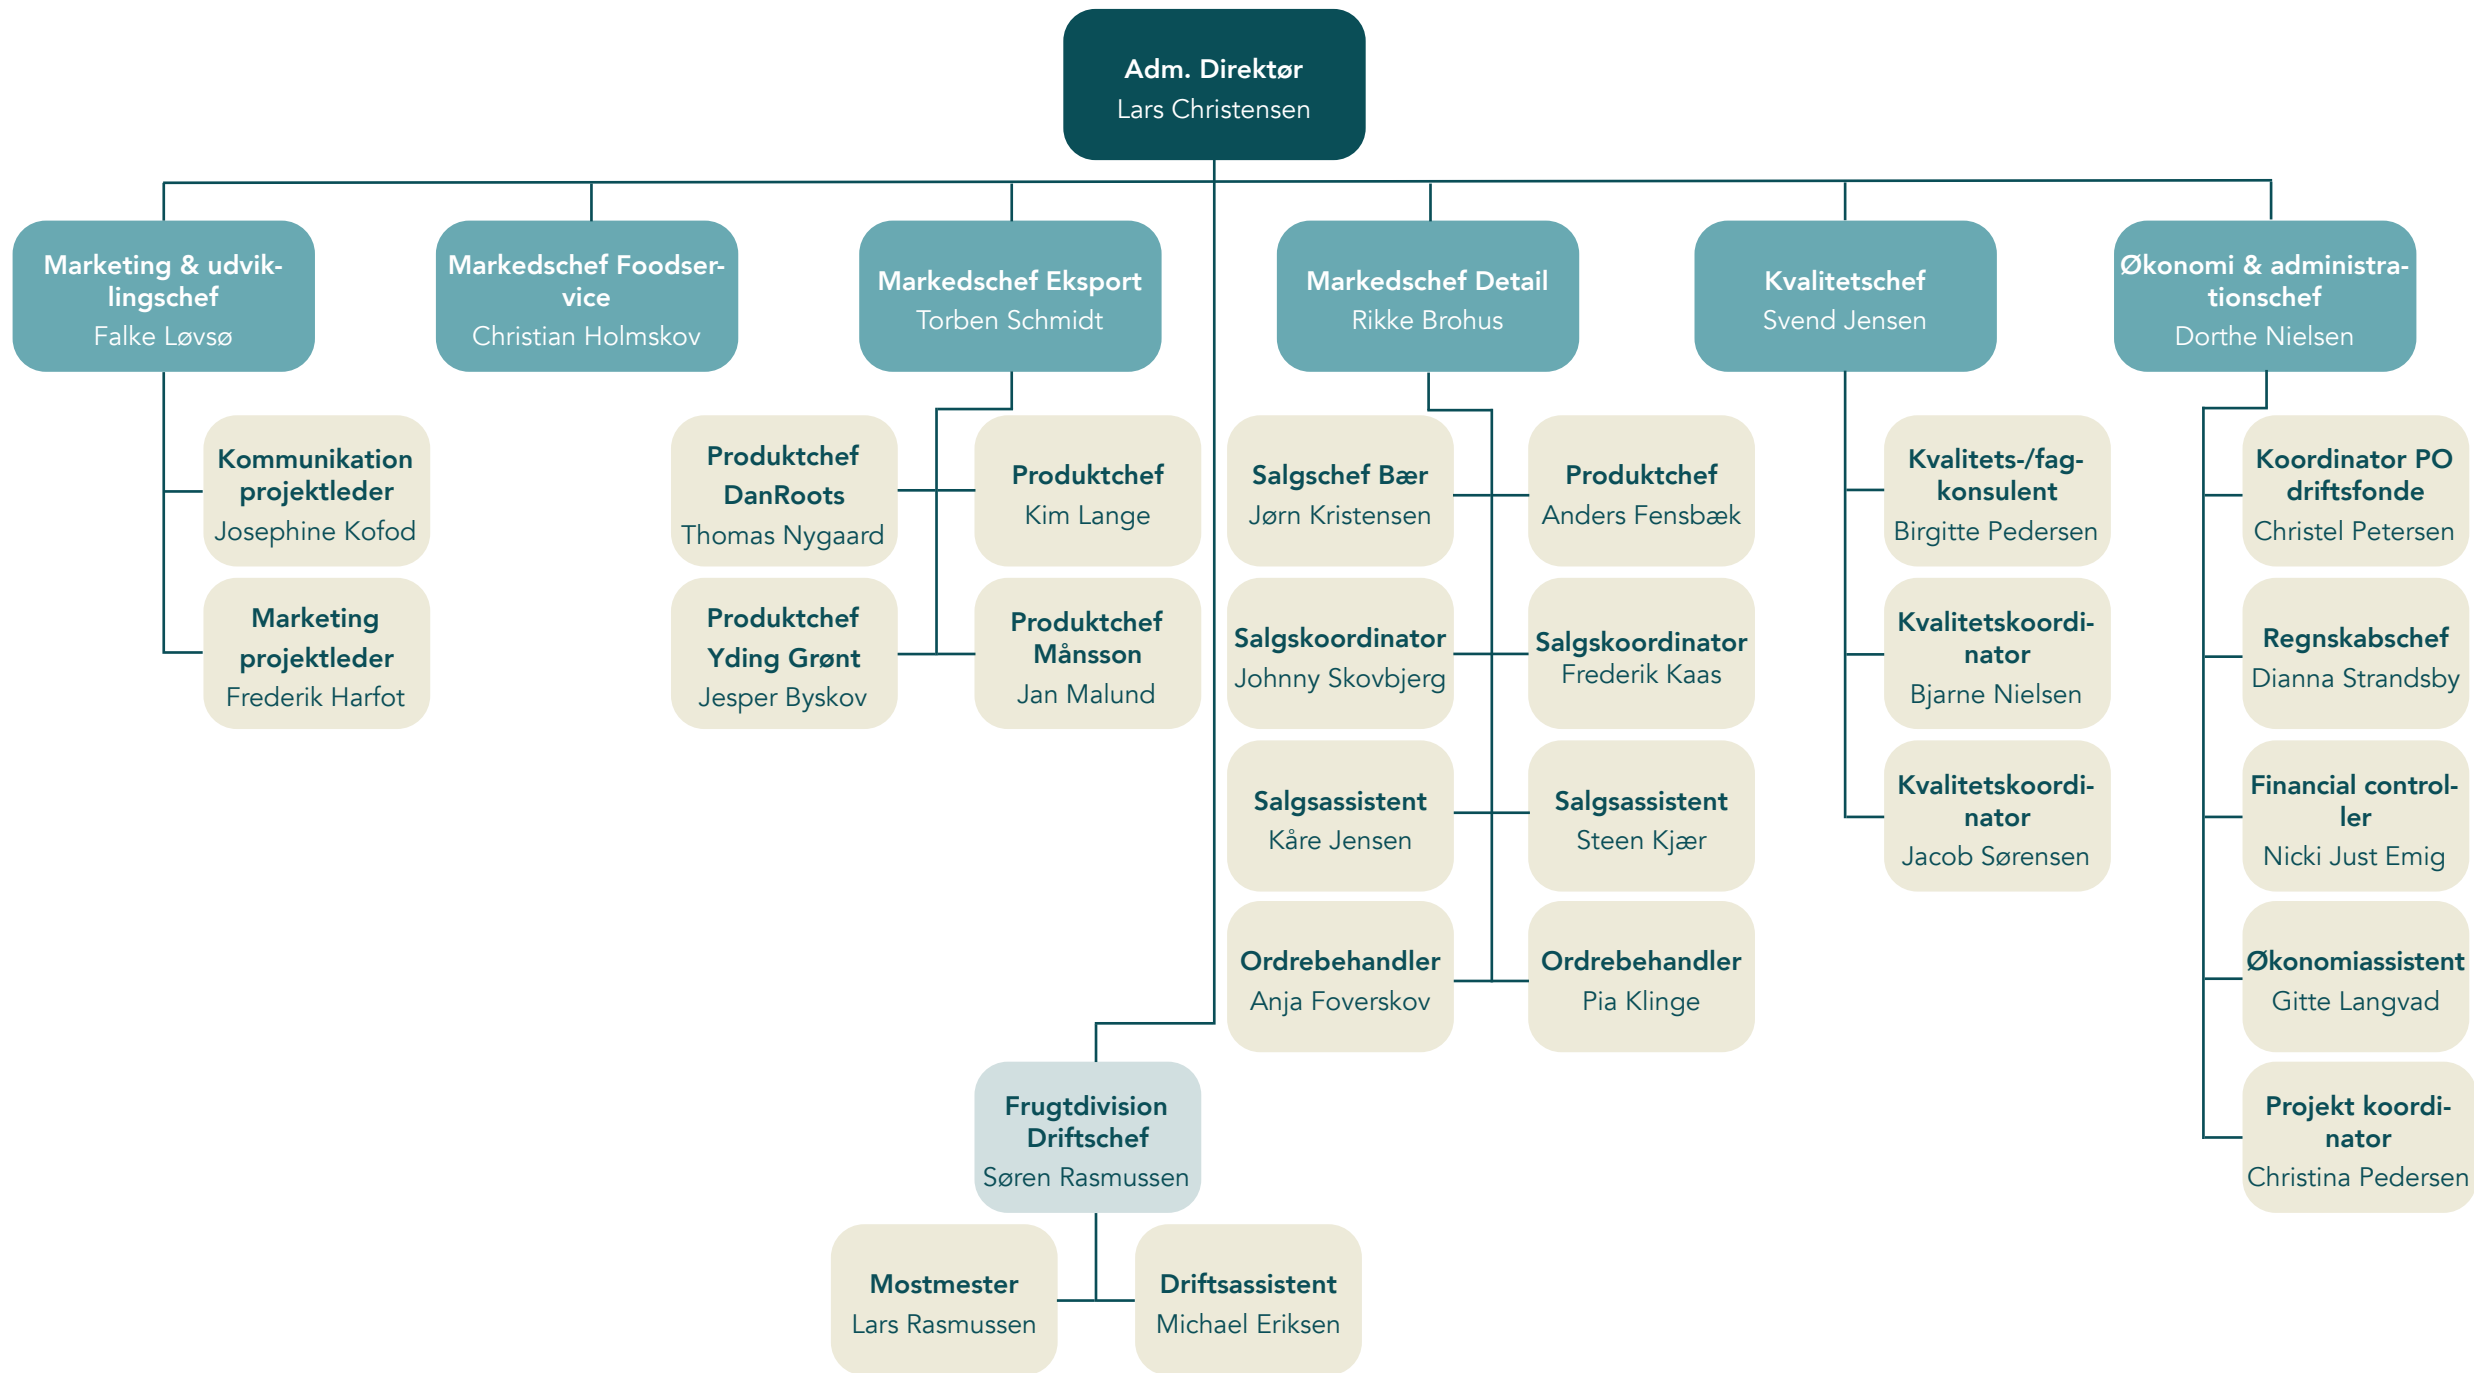 Adm. Direktør
Lars Christensen
Marketing & udvik-
lingschef
Falke Løvsø
Markedschef Foodser-
vice
Christian Holmskov
Markedschef Eksport
Torben Schmidt
Markedschef Detail
Rikke Brohus
Kvalitetschef
Svend Jensen
Økonomi & administra-
tionschef
Dorthe Nielsen
Kommunikation
projektleder
Josephine Kofod
Marketing
projektleder
Frederik Harfot
Produktchef
DanRoots
Thomas Nygaard
Produktchef
Kim Lange
Produktchef
Yding Grønt
Jesper Byskov
Produktchef
Månsson
Jan Malund
Salgschef Bær
Jørn Kristensen
Produktchef
Anders Fensbæk
Salgskoordinator
Johnny Skovbjerg
Salgskoordinator
Frederik Kaas
Salgsassistent
Kåre Jensen
Salgsassistent
Steen Kjær
Ordrebehandler
Anja Foverskov
Ordrebehandler
Pia Klinge
Kvalitets-/fag-
konsulent
Birgitte Pedersen
Kvalitetskoordi-
nator
Bjarne Nielsen
Kvalitetskoordi-
nator
Jacob Sørensen
Koordinator PO
driftsfonde
Christel Petersen
Regnskabschef
Dianna Strandsby
Financial control-
ler
Nicki Just Emig
Økonomiassistent
Gitte Langvad
Projekt koordi-
nator
Christina Pedersen
Frugtdivision
Driftschef
Søren Rasmussen
Mostmester
Lars Rasmussen
Driftsassistent
Michael Eriksen